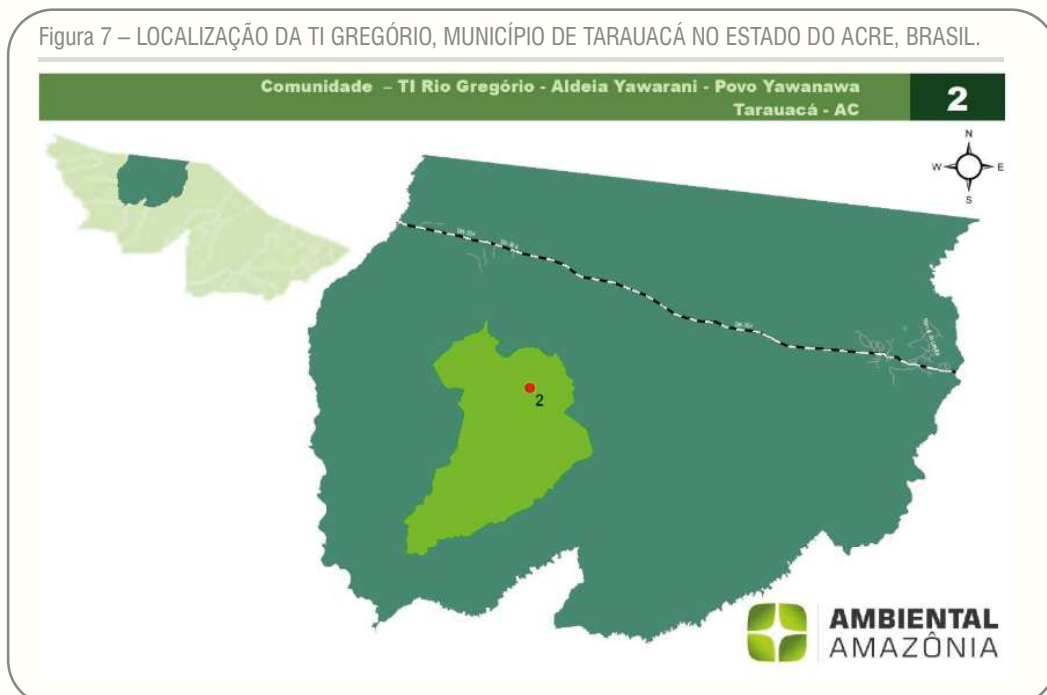 Figura 7 – LOCALIZAÇÃO DA TI GREGÓRIO, MUNICÍPIO DE TARAUACÁ NO ESTADO DO ACRE, BRASIL.
Comunidade – TI Rio Gregório - Aldeia Yawarani - Povo Yawanawa
Tarauacá - AC
2
N
W
E
S
2
AMBIENTAL
AMAZÔNIA